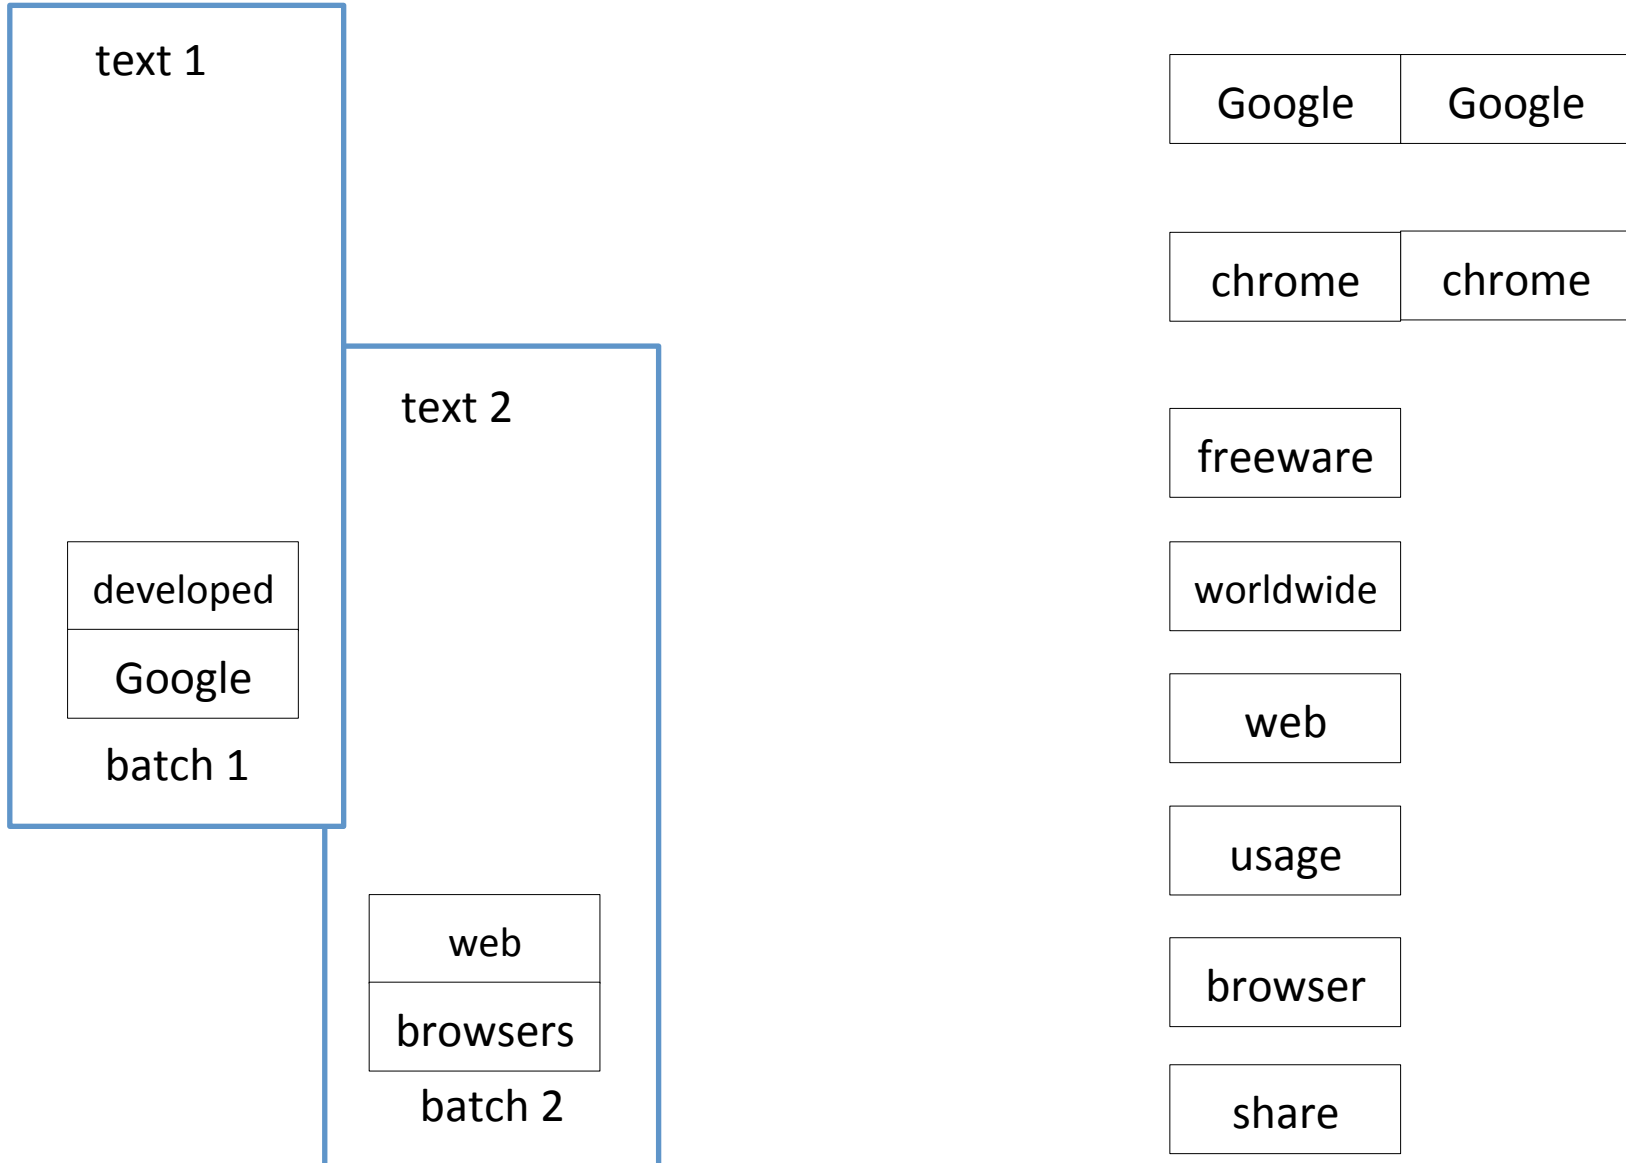 text 1
developed
Google
batch 1
text 2
web
browsers
batch 2
Google Google
chrome chrome
freeware
worldwide
web
usage
browser
share